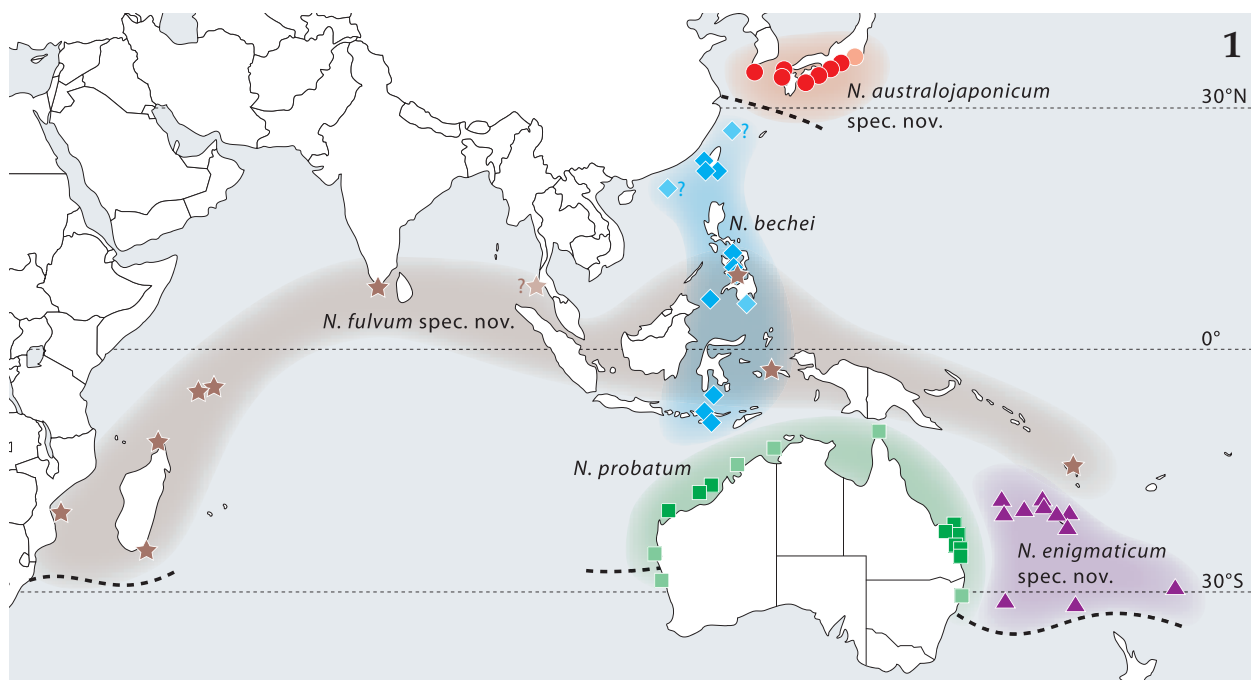 1
N. australojaponicum
spec. nov.
30°N
?
?
N. bechei
?
N. fulvum spec. nov.
0°
N. probatum
N. enigmaticum
spec. nov.
30°S